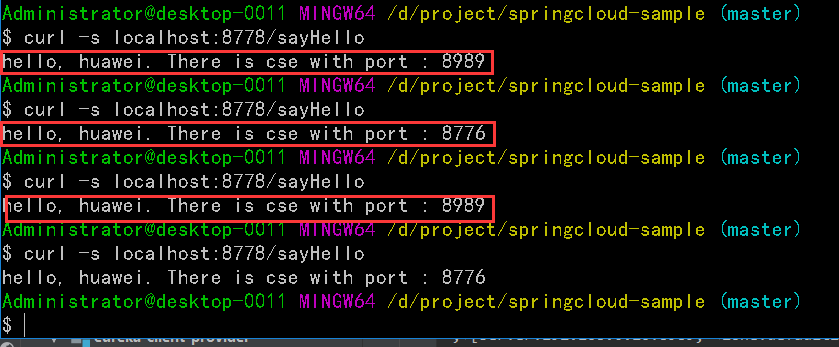 Administrator@desktop-0011 MINGW64 /d/project/springcloud-sample (master)
$ curl -s localhost:8778/sayHello
hello, huawei. There is cse with port : 8989
Administrator@desktop-0011 MINGW64 /d/project/springcloud-sample (master)
$ curl -s localhost:8778/sayHello
hello, huawei. There is cse with port : 8776
Administrator@desktop-0011 MINGW64 /d/project/springcloud-sample (master)
$ curl -s localhost:8778/sayHello
hello, huawei. There is cse with port : 8989
Administrator@desktop-0011 MINGW64 /d/project/springcloud-sample (master)
$ curl -s localhost:8778/sayHello
hello, huawei. There is cse with port : 8776
Administrator@desktop-0011 MINGW64 /d/project/springcloud-sample (master)
$
eureka client provider